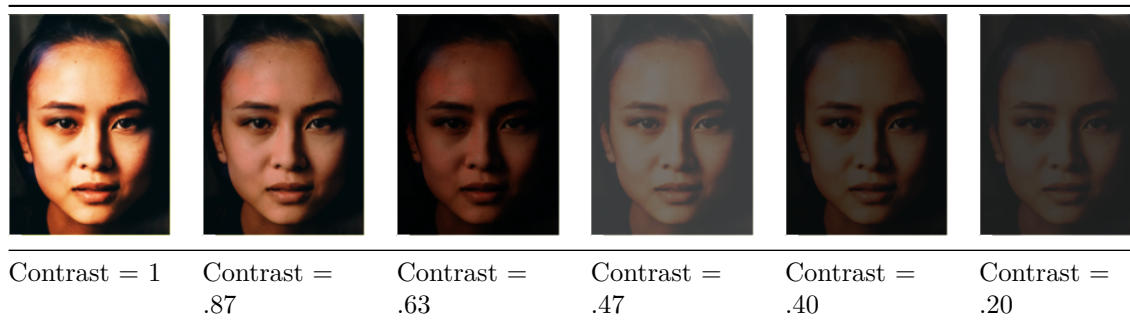 Contrast = 1
Contrast =
.87
Contrast =
.63
Contrast =
.47
Contrast =
.40
Contrast =
.20